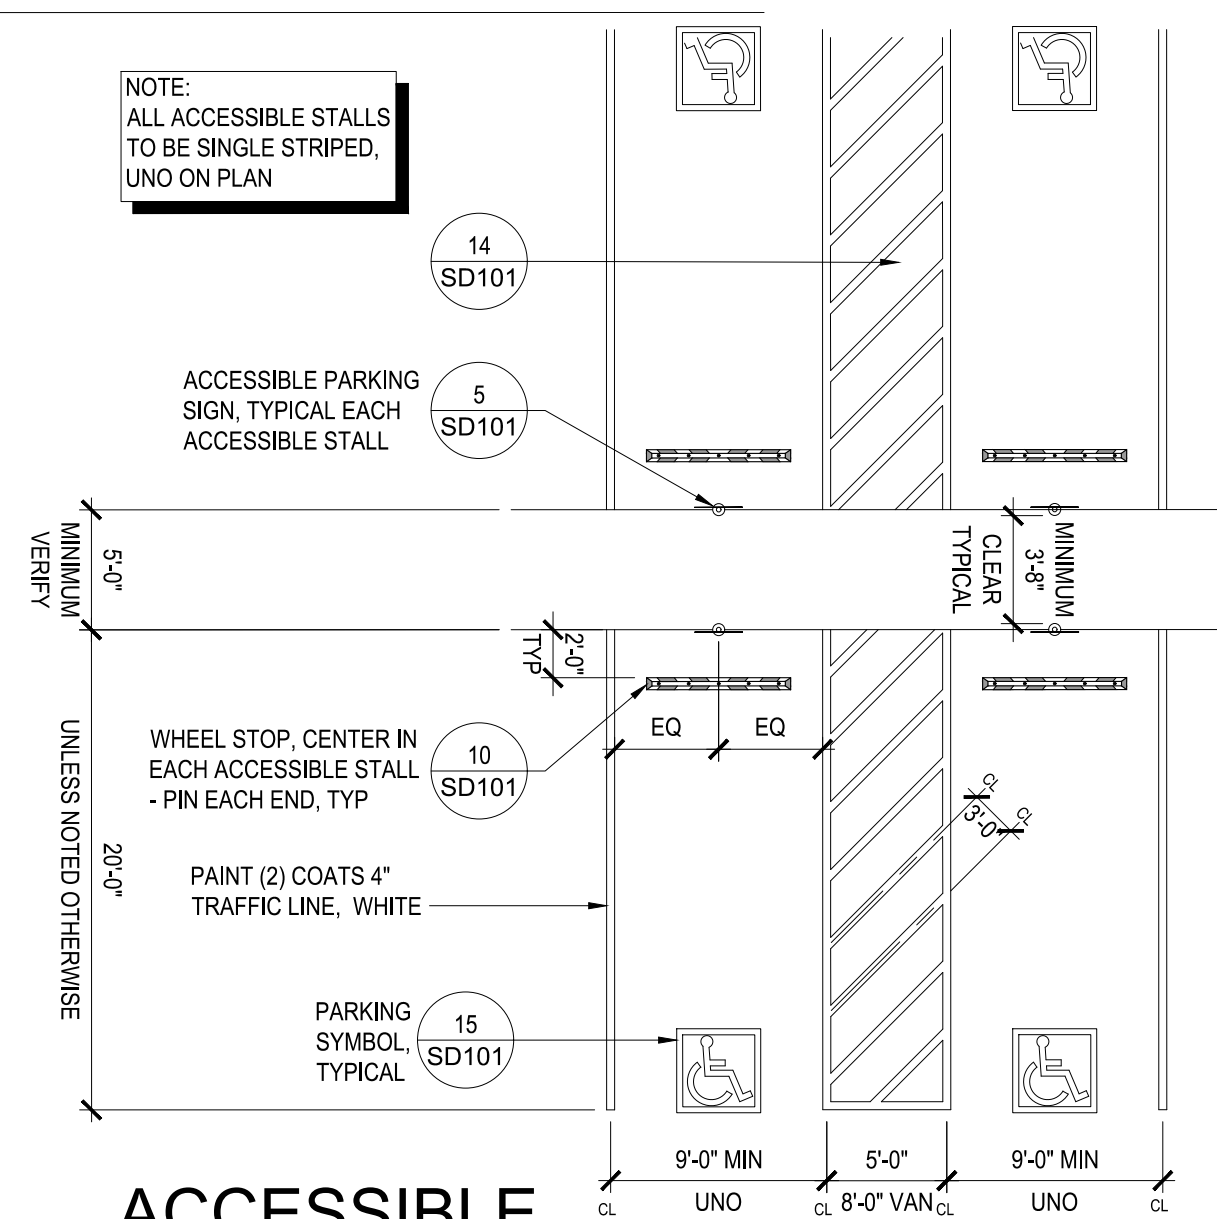 NOTE:
ALL ACCESSIBLE STALLS
TO BE SINGLE STRIPED,
UNO ON PLAN
14
SD101
ACCESSIBLE PARKING
SIGN, TYPICAL EACH
ACCESSIBLE STALL
5
SD101
MINIMUM
VERIFY
5'-0"
MINIMUM
3'-8"
CLEAR
TYPICAL
2'-0"
TYP
EQ
EQ
WHEEL STOP, CENTER IN
EACH ACCESSIBLE STALL
- PIN EACH END, TYP
10
SD101
CL
CL
3'-0"
UNLESS NOTED OTHERWISE
20'-0"
PAINT (2) COATS 4"
TRAFFIC LINE, WHITE
PARKING
SYMBOL,
TYPICAL
15
SD101
9'-0" MIN
UNO
5'-0"
8'-0" VAN
9'-0" MIN
UNO
CL
CL
CL
CL
ACCESSIBLE